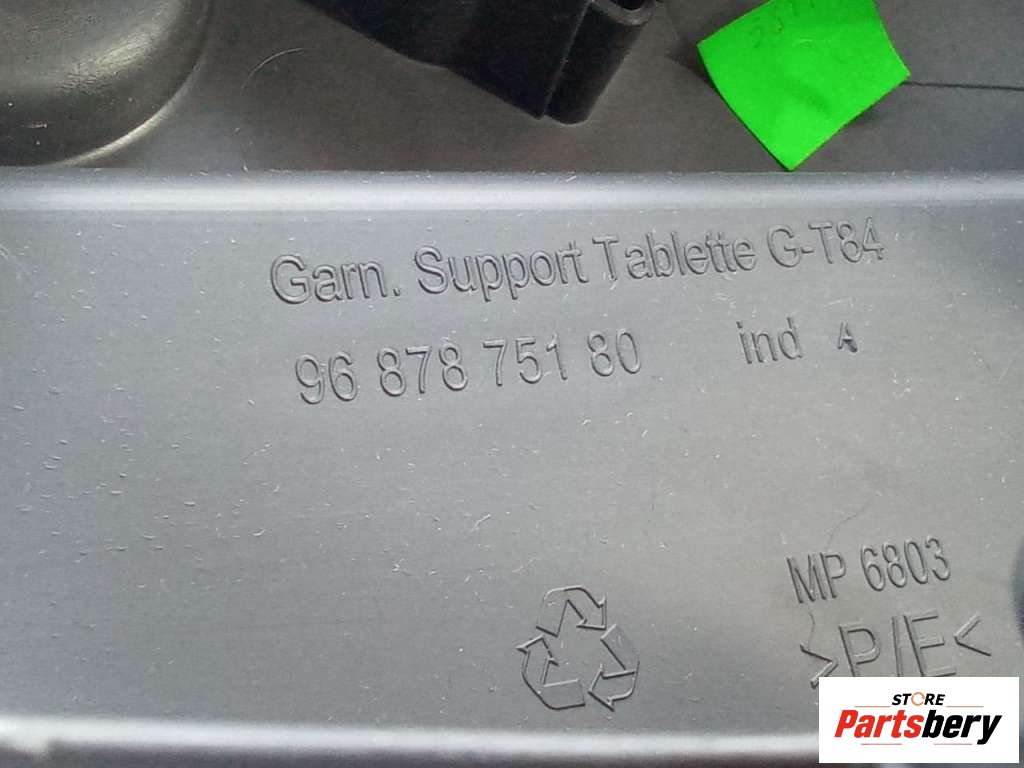 Garn. Support Tablette G-T84
96 878 751 80 ind A
MP 6803
>P/E<
STORE
Partsbery